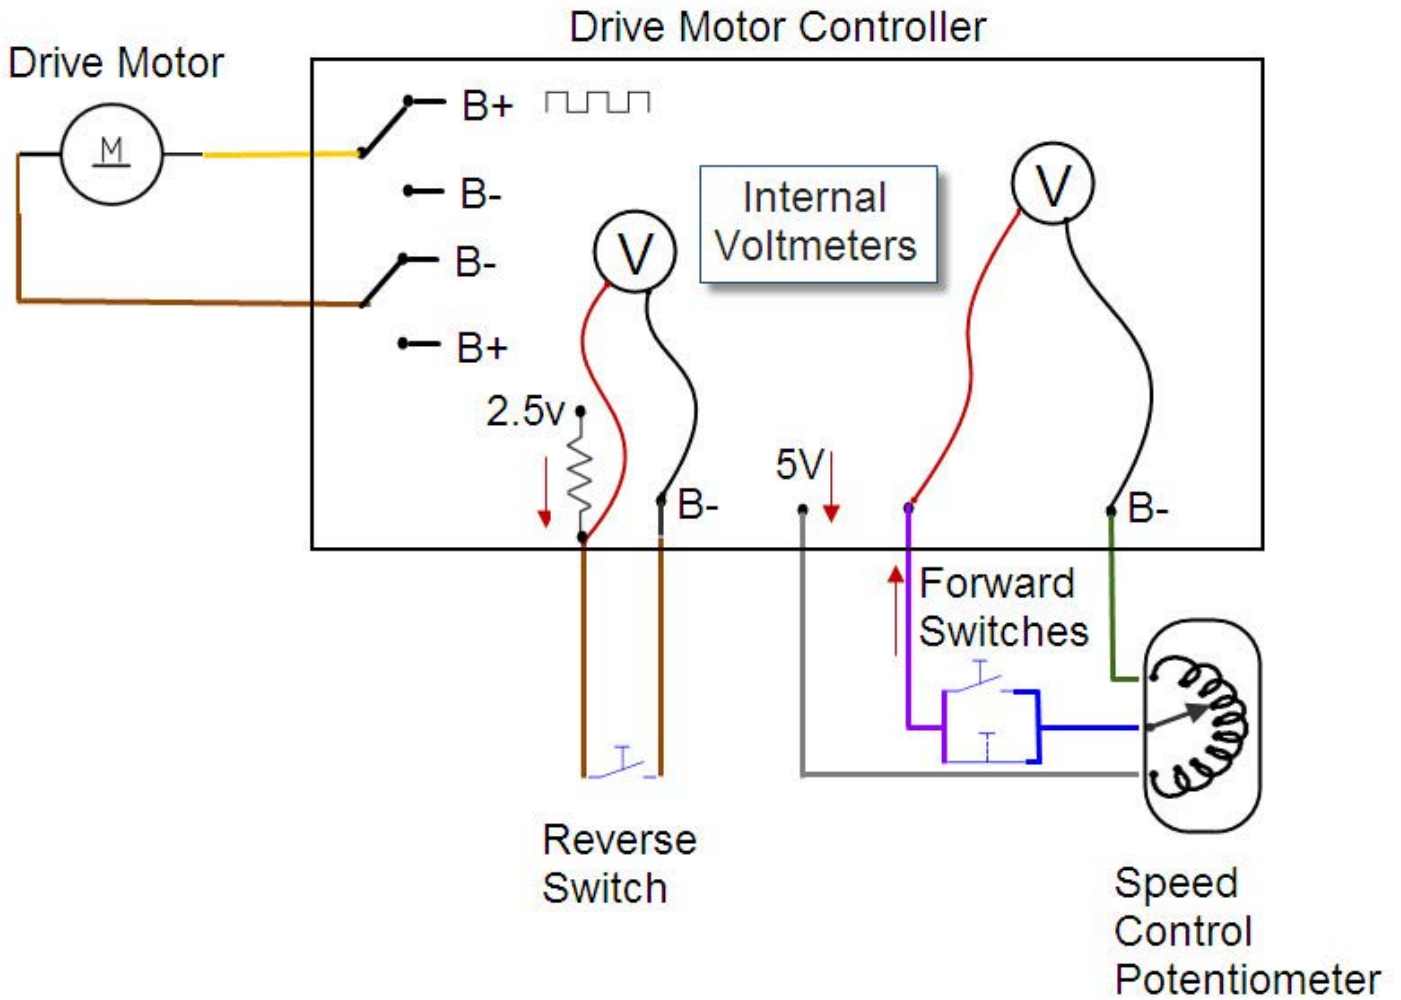 Drive Motor Controller
Drive Motor
M
B+
B-
B-
B+
V
Internal
Voltmeters
V
2.5v
B-
5V
B-
Forward
Switches
Reverse
Switch
Speed
Control
Potentiometer